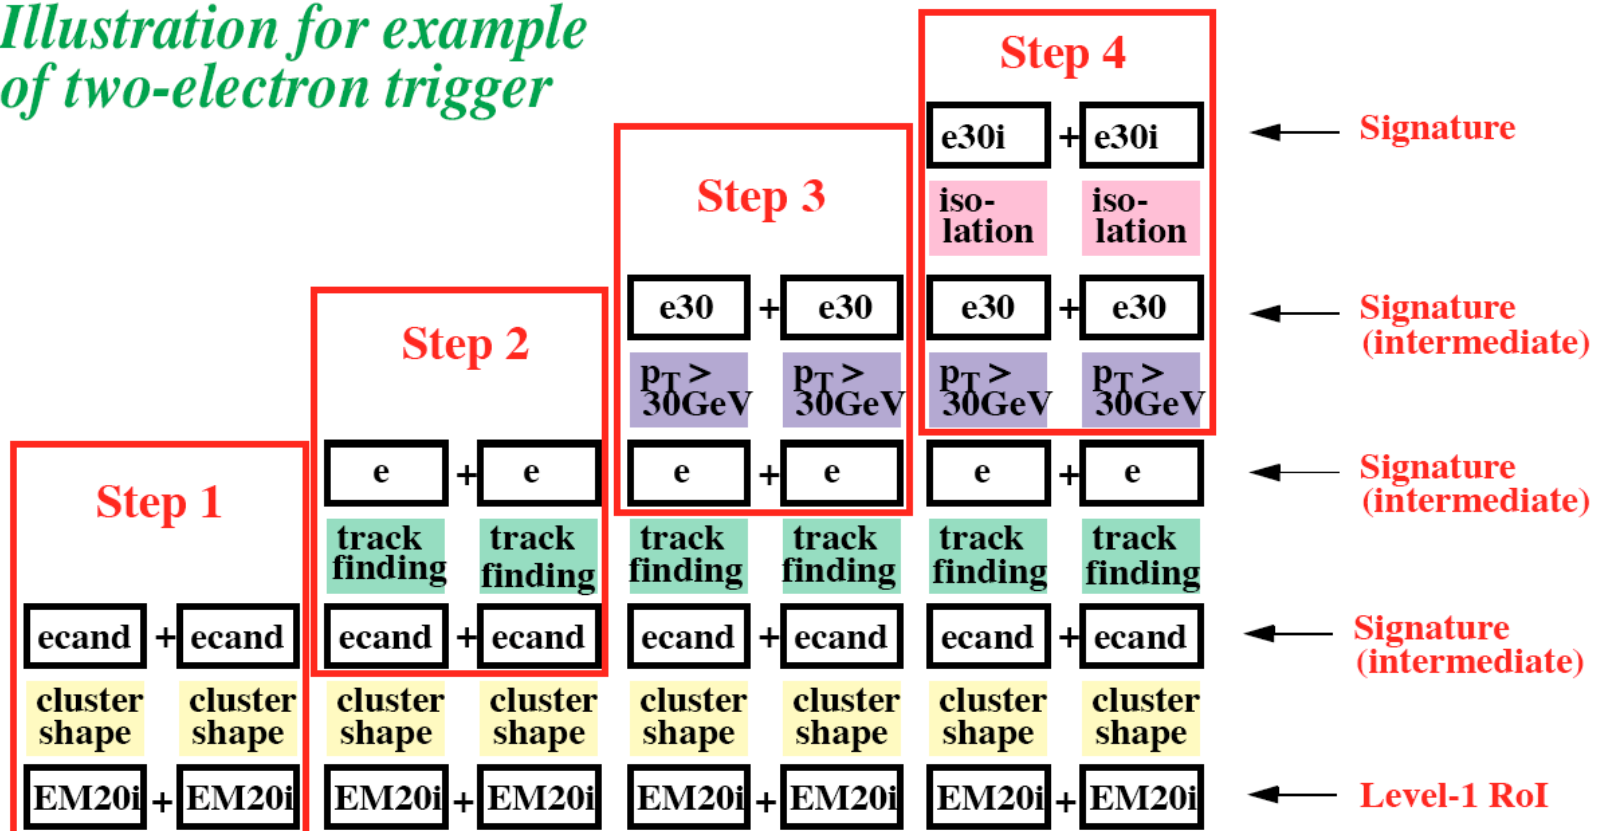 Illustration for example
of two-electron trigger
Step 4
e30i + e30i
Signature
iso-
lation
iso-
lation
Step 3
e30 + e30
e30 + e30
Signature
(intermediate)
Step 2
pT >
30GeV
pT >
30GeV
pT >
30GeV
pT >
30GeV
Step 1
e + e
e + e
e + e
Signature
(intermediate)
track
finding
track
finding
track
finding
track
finding
track
finding
track
finding
ecand + ecand
ecand + ecand
ecand + ecand
ecand + ecand
Signature
(intermediate)
cluster
shape
cluster
shape
cluster
shape
cluster
shape
cluster
shape
cluster
shape
cluster
shape
cluster
shape
EM20i + EM20i
EM20i + EM20i
EM20i + EM20i
EM20i + EM20i
Level-1 RoI